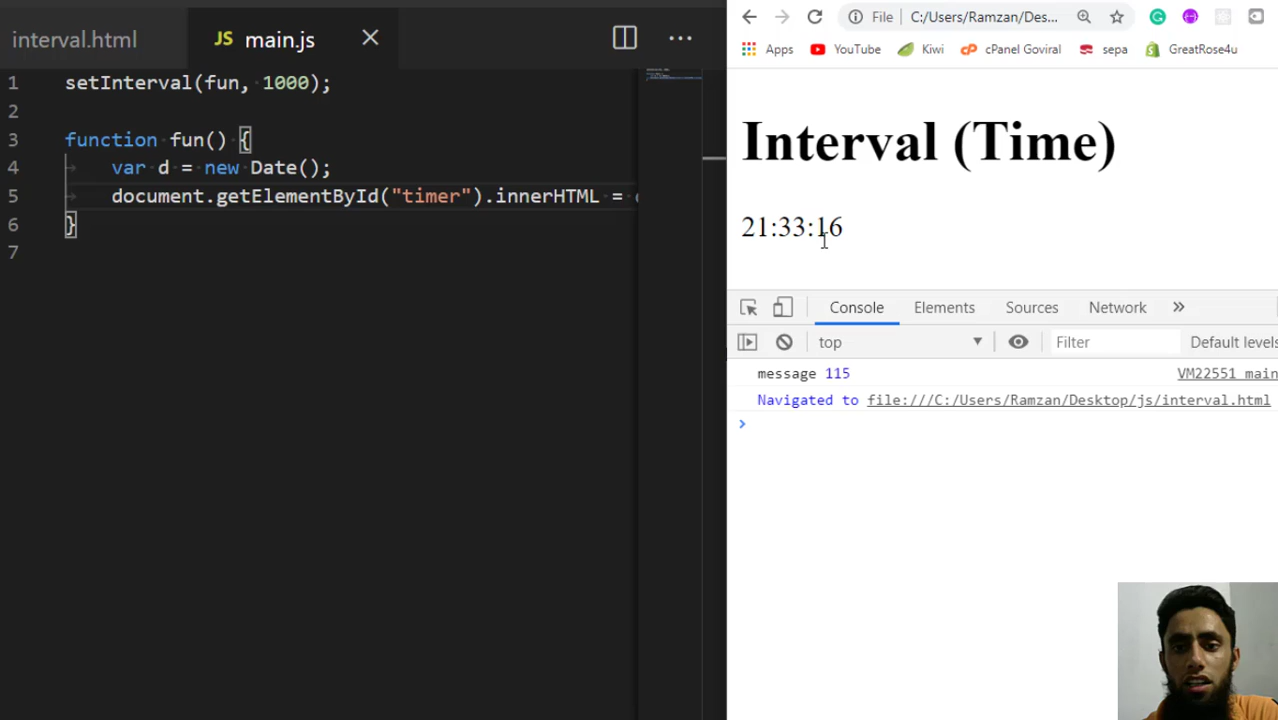 interval.html
JS main.js
1 setInterval(fun, 1000);
2
3 function fun() {
4 var d = new Date();
5 document.getElementById("timer").innerHTML =
6 }
7
File C:/Users/Ramzan/Des...
Apps YouTube Kiwi cP cPanel Goviral sepa GreatRose4u
Interval (Time)
21:33:16
Console Elements Sources Network »
top Filter Default levels
message 115 VM22551 main
Navigated to file:///C:/Users/Ramzan/Desktop/js/interval.html